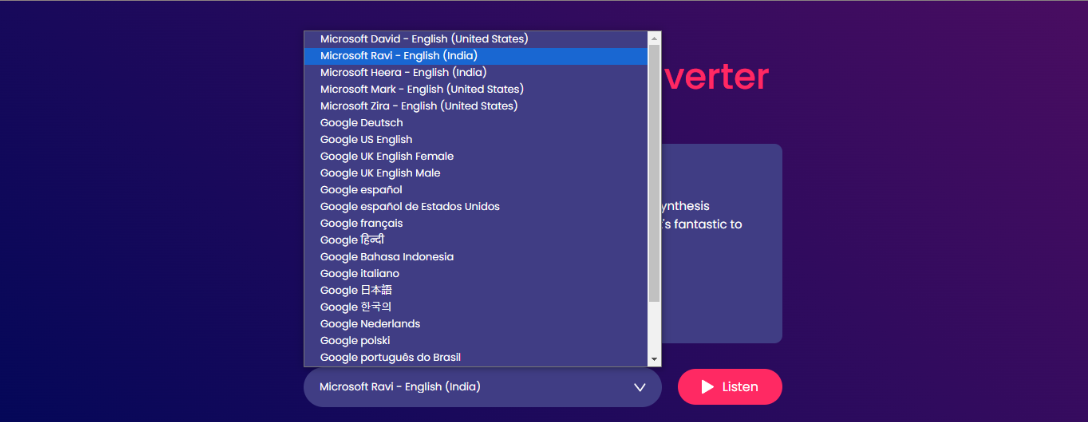 Microsoft David - English (United States)
Microsoft Ravi - English (India)
Microsoft Heera - English (India)
Microsoft Mark - English (United States)
Microsoft Zira - English (United States)
Google Deutsch
Google US English
Google UK English Female
Google UK English Male
Google español
Google español de Estados Unidos
Google français
Google हिन्दी
Google Bahasa Indonesia
Google italiano
Google 日本語
Google 한국의
Google Nederlands
Google polski
Google português do Brasil
verter
ynthesis
's fantastic to
Microsoft Ravi - English (India)
Listen